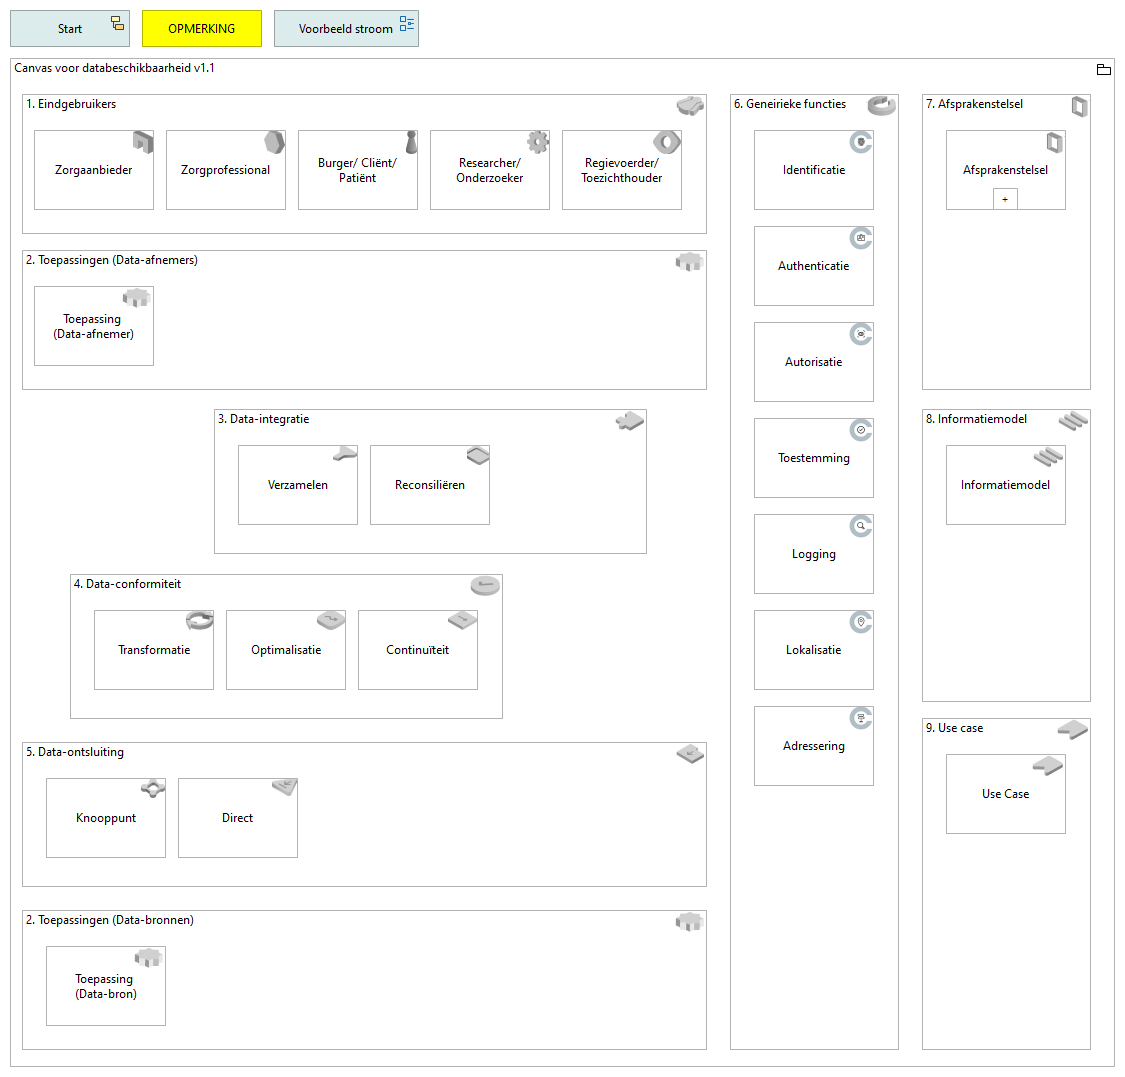 Start
OPMERKING
Voorbeeld stroom
Canvas voor databeschikbaarheid v1.1
1. Eindgebruikers
Zorgaanbieder
Zorgprofessional
Burger/ Cliënt/
Patiënt
Researcher/
Onderzoeker
Regievoerder/
Toezichthouder
2. Toepassingen (Data-afnemers)
Toepassing
(Data-afnemer)
3. Data-integratie
Verzamelen
Reconsiliëren
4. Data-conformiteit
Transformatie
Optimalisatie
Continuïteit
5. Data-ontsluiting
Knooppunt
Direct
2. Toepassingen (Data-bronnen)
Toepassing
(Data-bron)
6. Geneirieke functies
Identificatie
Authenticatie
Autorisatie
Toestemming
Logging
Lokalisatie
Adressering
7. Afsprakenstelsel
Afsprakenstelsel
+
8. Informatiemodel
Informatiemodel
9. Use case
Use Case